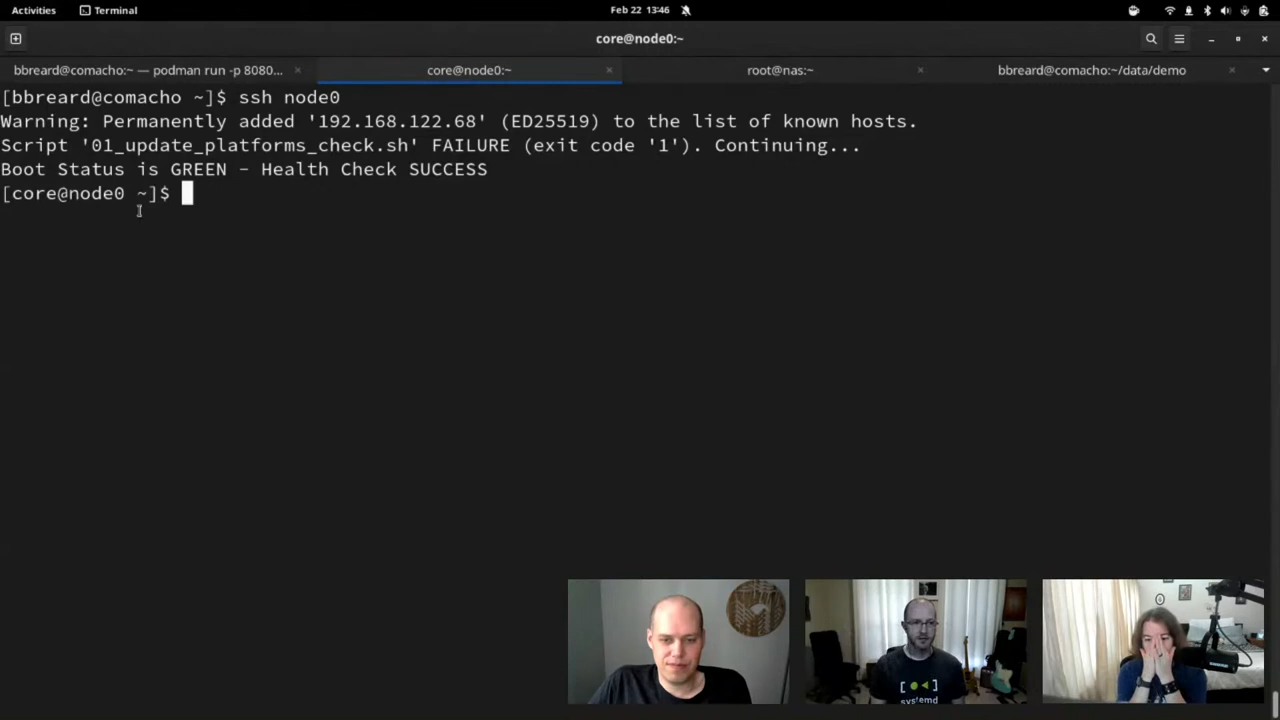 Activities Terminal Feb 22 13:46
core@node0:~
bbreard@comacho:~ — podman run -p 8080... × core@node0:~ × root@nas:~ × bbreard@comacho:~/data/demo ×
[bbreard@comacho ~]$ ssh node0
Warning: Permanently added '192.168.122.68' (ED25519) to the list of known hosts.
Script '01_update_platforms_check.sh' FAILURE (exit code '1'). Continuing...
Boot Status is GREEN - Health Check SUCCESS
[core@node0 ~]$
systemd